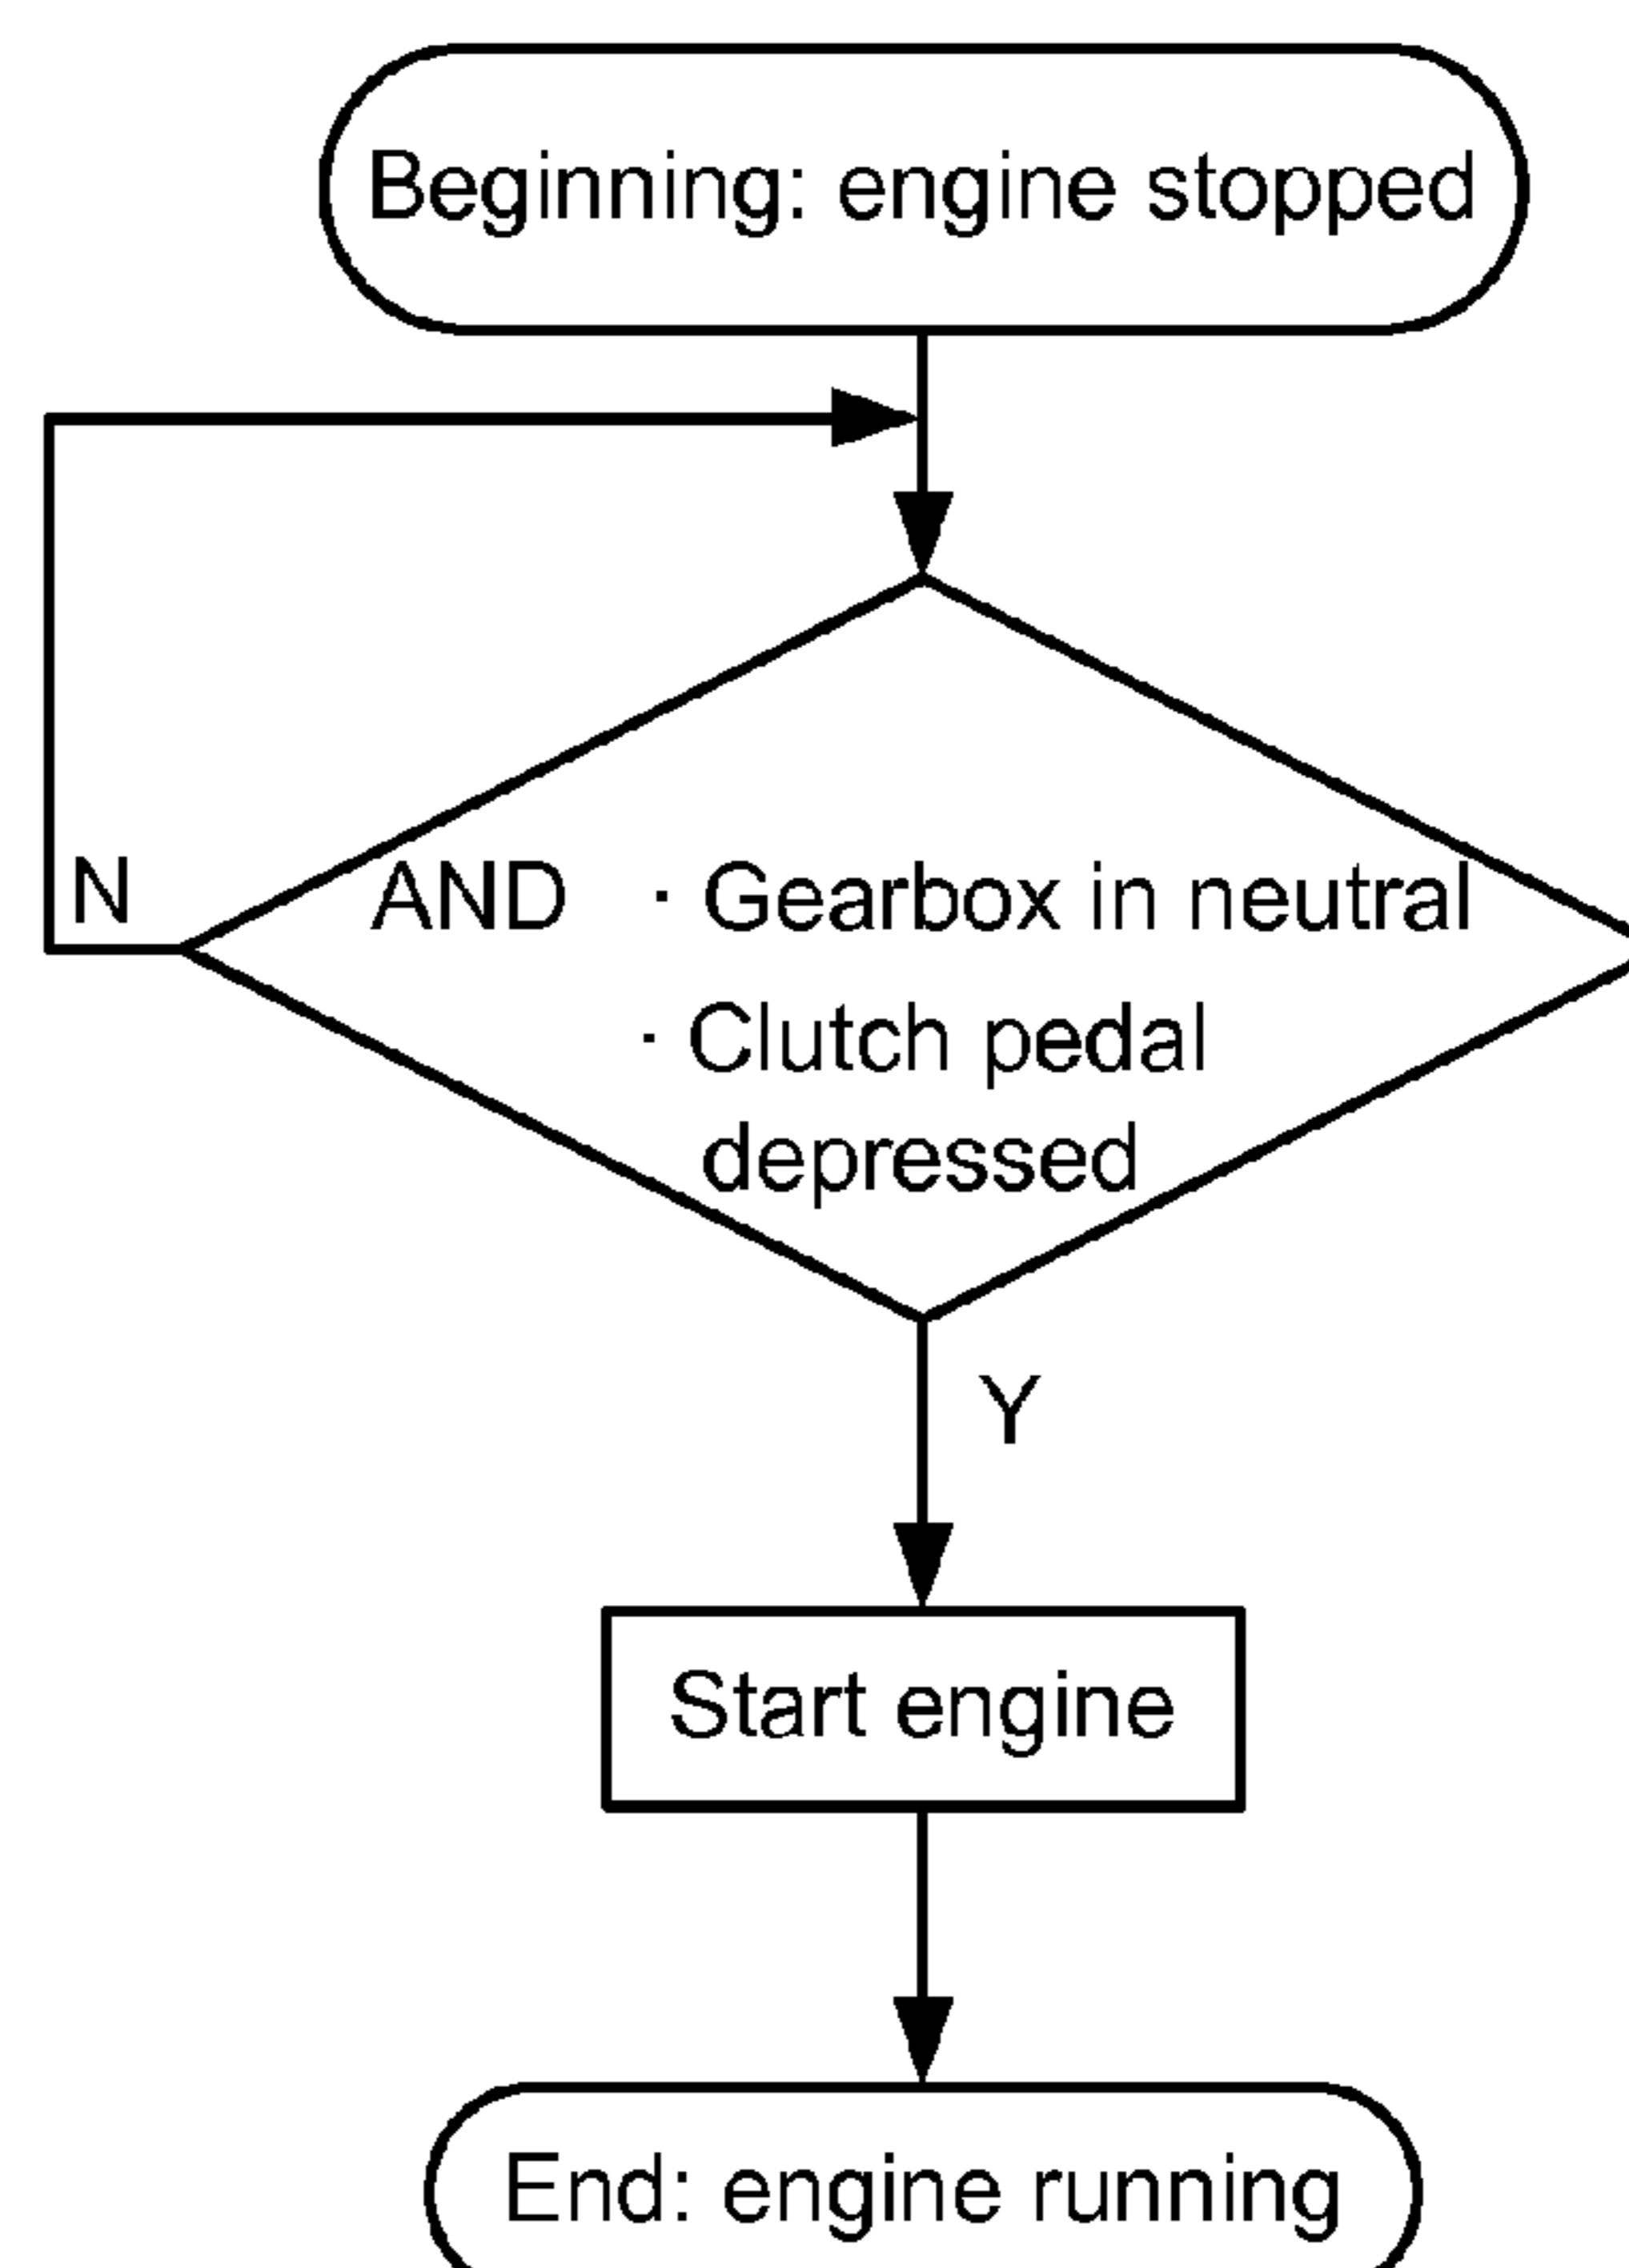 Beginning: engine stopped
N
AND · Gearbox in neutral
· Clutch pedal
depressed
Y
Start engine
End: engine running